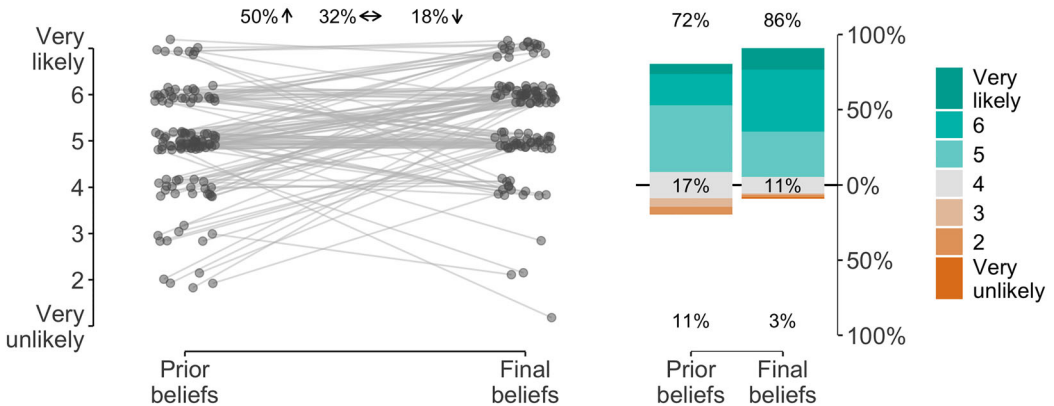 50%↑ 32%↔ 18%↓
Very
likely
6
5
4
3
2
Very
unlikely
Prior
beliefs
Final
beliefs
72% 86%
17% 11%
11% 3%
100%
50%
0%
50%
100%
Prior
beliefs
Final
beliefs
Very
likely
6
5
4
3
2
Very
unlikely